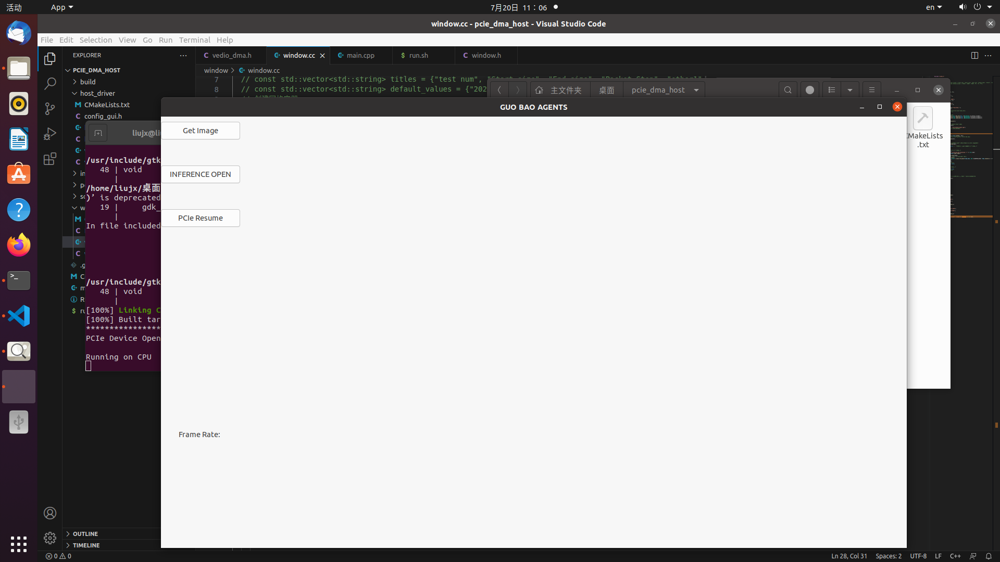 活动
App
7月20日 11：06
en
window.cc - pcie_dma_host - Visual Studio Code
File Edit Selection View Go Run Terminal Help
EXPLORER
vedio_dma.h
window.cc
main.cpp
run.sh
window.h
PCIE_DMA_HOST
window > window.cc
build
host_driver
CMakeLists.txt
config_gui.h
7 // const std::vector<std::string> titles = {"test num",
8 // const std::vector<std::string> default_values = {"202
主文件夹
桌面
pcie_dma_host
GUO BAO AGENTS
Get Image
INFERENCE OPEN
PCIe Resume
Frame Rate:
CMakeLists
.txt
liujx@li
/usr/include/gtk
48 | void
|
/home/liujx/桌面
)’ is deprecated
19 | gdk_
|
In file included
/usr/include/gtk
48 | void
|
[100%] Linking C
[100%] Built tar
****************
PCIe Device Open
Running on CPU
OUTLINE
TIMELINE
0 0
Ln 28, Col 31
Spaces: 2
UTF-8
LF
C++